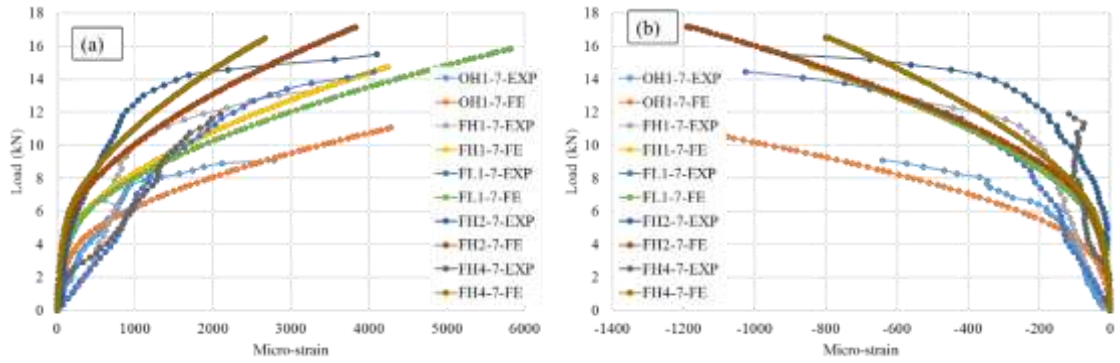 (a)
Load (kN)
18
16
14
12
10
8
6
4
2
0
0
1000
2000
3000
4000
5000
6000
Micro-strain
OH1-7-EXP
OH1-7-FE
FH1-7-EXP
FH1-7-FE
FL1-7-EXP
FL1-7-FE
FH2-7-EXP
FH2-7-FE
FH4-7-EXP
FH4-7-FE
(b)
Load (kN)
18
16
14
12
10
8
6
4
2
0
-1400
-1200
-1000
-800
-600
-400
-200
0
Micro-strain
OH1-7-EXP
OH1-7-FE
FH1-7-EXP
FH1-7-FE
FL1-7-EXP
FL1-7-FE
FH2-7-EXP
FH2-7-FE
FH4-7-EXP
FH4-7-FE